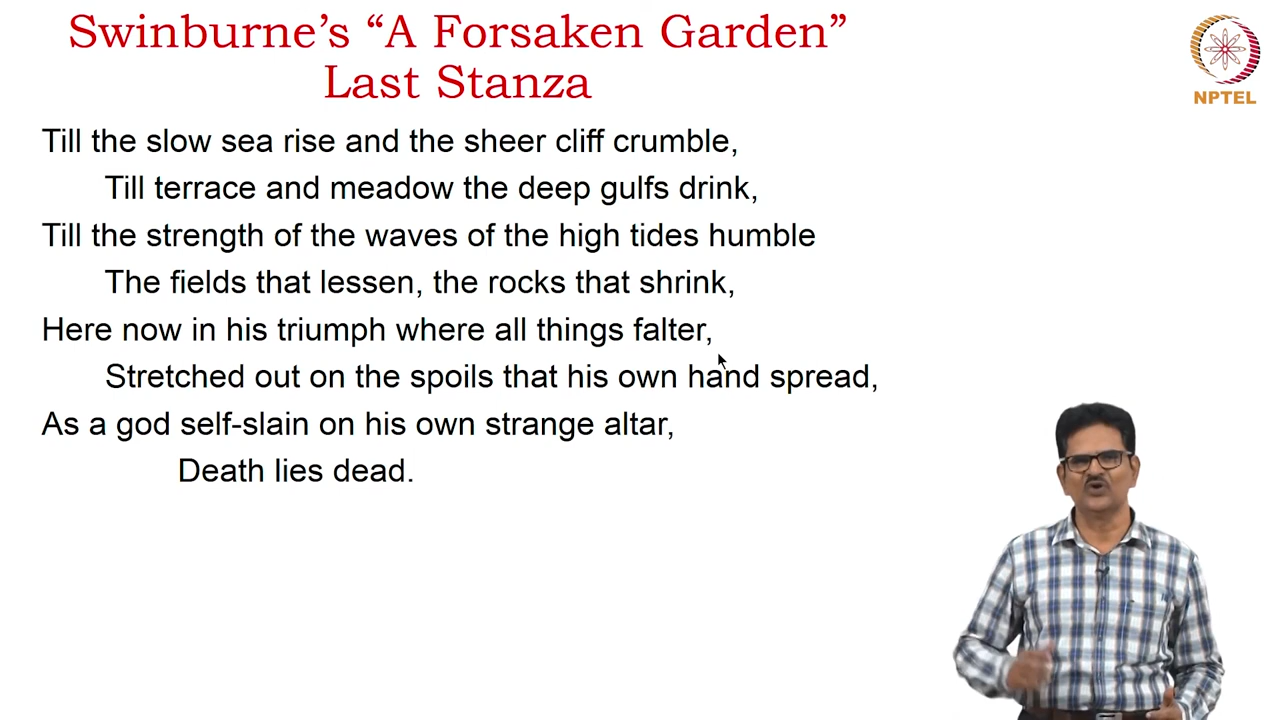 Swinburne’s “A Forsaken Garden”
Last Stanza
NPTEL
Till the slow sea rise and the sheer cliff crumble,
Till terrace and meadow the deep gulfs drink,
Till the strength of the waves of the high tides humble
The fields that lessen, the rocks that shrink,
Here now in his triumph where all things falter,
Stretched out on the spoils that his own hand spread,
As a god self-slain on his own strange altar,
Death lies dead.